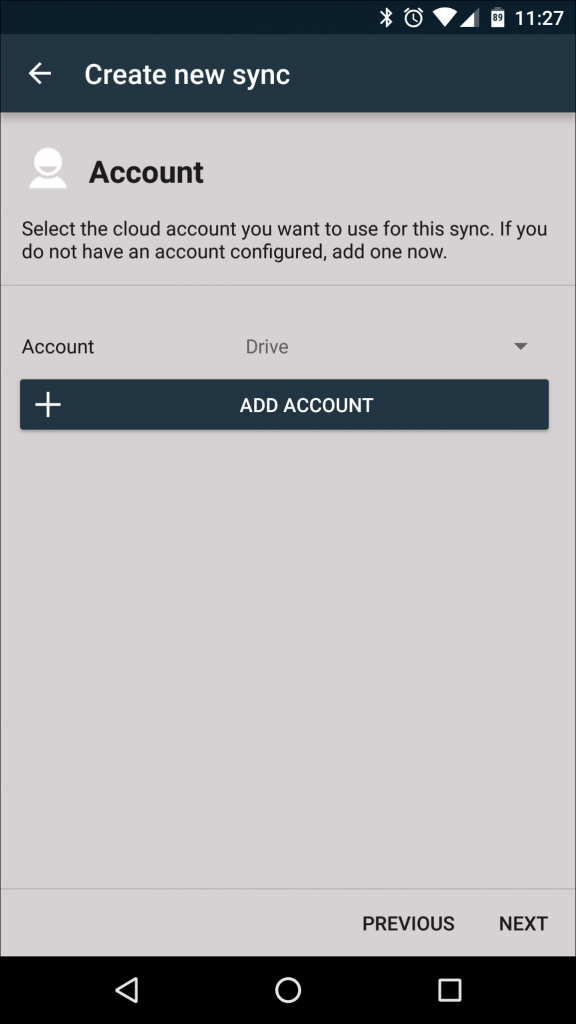 89 11:27
Create new sync
Account
Select the cloud account you want to use for this sync. If you
do not have an account configured, add one now.
Account Drive
ADD ACCOUNT
PREVIOUS NEXT